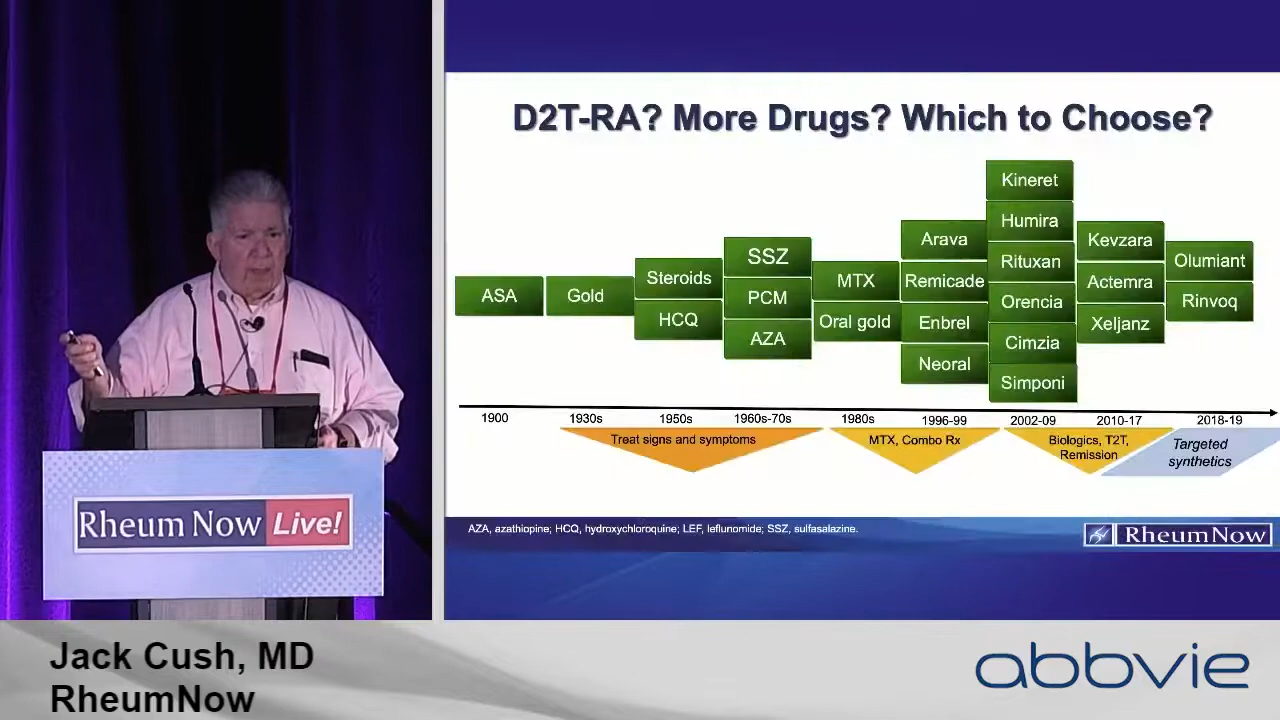 D2T-RA? More Drugs? Which to Choose?
ASA
Gold
Steroids
HCQ
SSZ
PCM
AZA
MTX
Oral gold
Arava
Remicade
Enbrel
Neoral
Kineret
Humira
Rituxan
Orencia
Cimzia
Simponi
Kevzara
Actemra
Xeljanz
Olumiant
Rinvoq
1900
1930s
1950s
1960s-70s
1980s
1996-99
2002-09
2010-17
2018-19
Treat signs and symptoms
MTX, Combo Rx
Biologics, T2T,
Remission
Targeted
synthetics
AZA, azathiopine; HCQ, hydroxychloroquine; LEF, leflunomide; SSZ, sulfasalazine.
RheumNow
Rheum Now Live!
Jack Cush, MD
RheumNow
abbvie